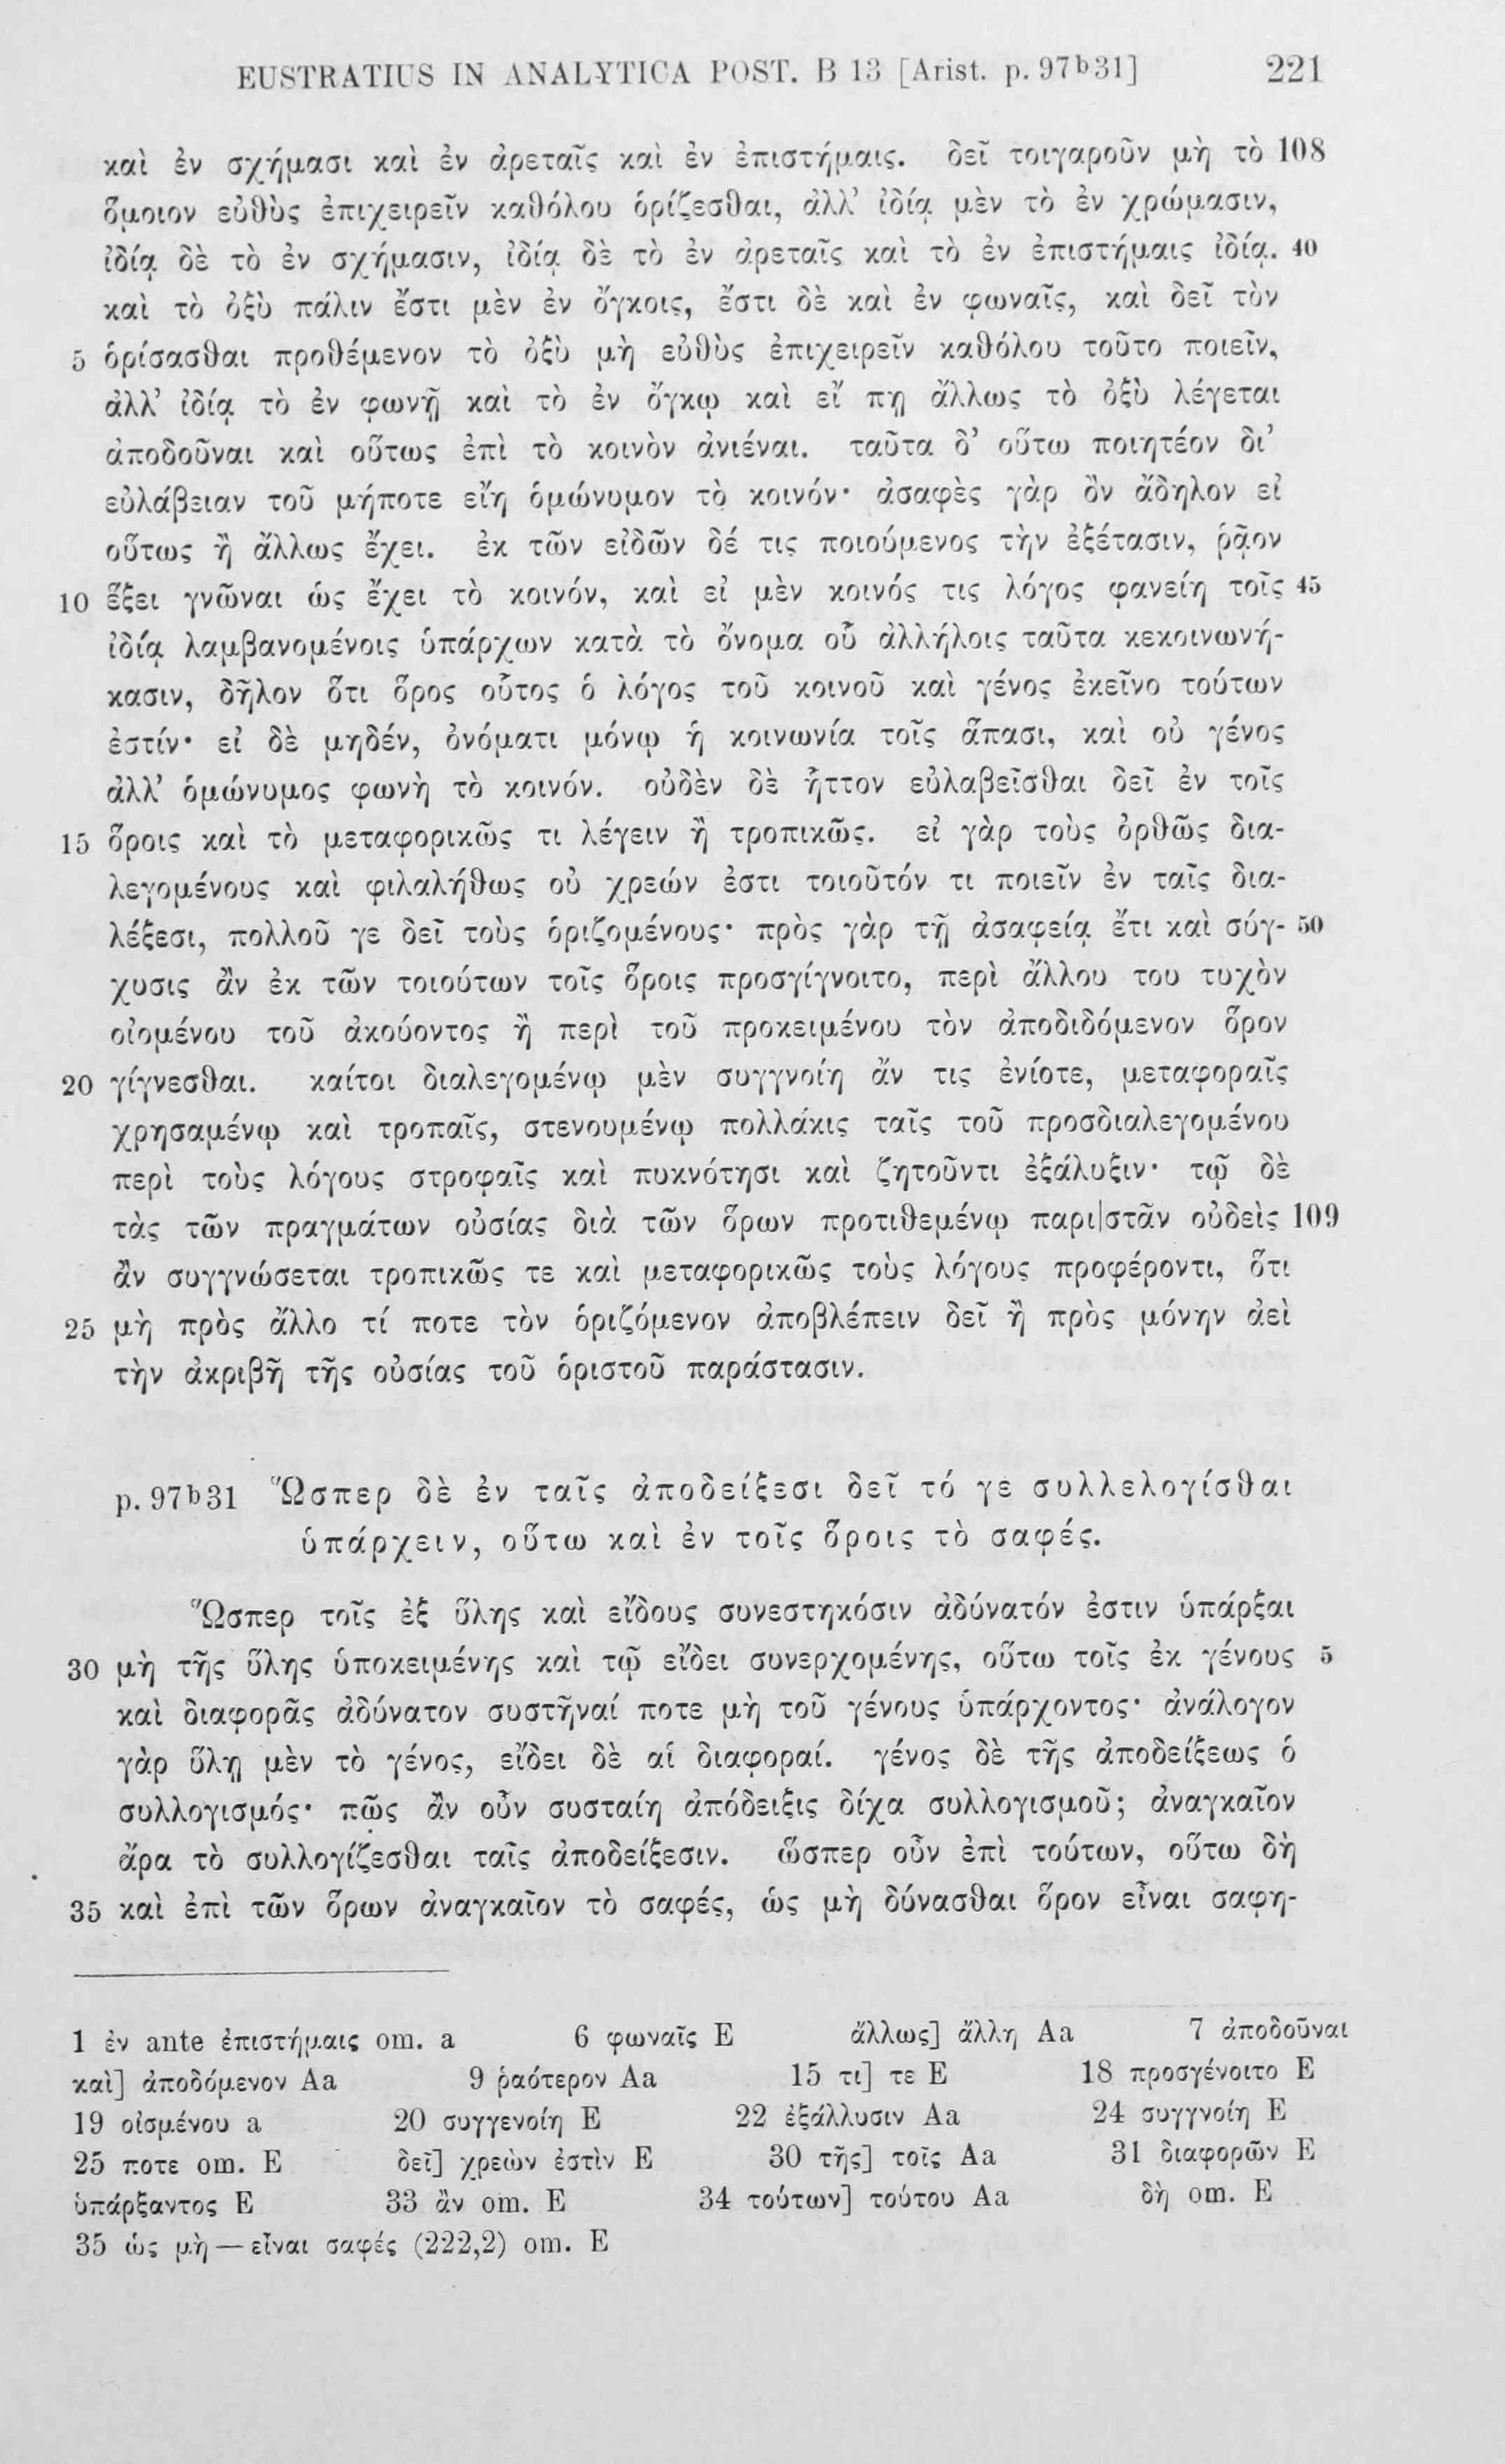 EUSTRATIUS IN ANALYTICA POST. B 13 [Arist. p. 97ᵇ31] 221
καὶ ἐν σχήμασι καὶ ἐν ἀρεταῖς καὶ ἐν ἐπιστήμαις. δεῖ τοιγαροῦν μὴ τὸ 108
ὅμοιον εὐθὺς ἐπιχειρεῖν καθόλου ὁρίζεσθαι, ἀλλ’ ἰδίᾳ μὲν τὸ ἐν χρώμασιν,
ἰδίᾳ δὲ τὸ ἐν σχήμασιν, ἰδίᾳ δὲ τὸ ἐν ἀρεταῖς καὶ τὸ ἐν ἐπιστήμαις ἰδίᾳ. 40
καὶ τὸ ὀξὺ πάλιν ἔστι μὲν ἐν ὄγκοις, ἔστι δὲ καὶ ἐν φωναῖς, καὶ δεῖ τὸν
5 ὁρίσασθαι προθέμενον τὸ ὀξὺ μὴ εὐθὺς ἐπιχειρεῖν καθόλου τοῦτο ποιεῖν,
ἀλλ’ ἰδίᾳ τὸ ἐν φωνῇ καὶ τὸ ἐν ὄγκῳ καὶ εἴ πῃ ἄλλως τὸ ὀξὺ λέγεται
ἀποδοῦναι καὶ οὕτως ἐπὶ τὸ κοινὸν ἀνιέναι. ταῦτα δ’ οὕτω ποιητέον δι’
εὐλάβειαν τοῦ μήποτε εἴη ὁμώνυμον τὸ κοινόν· ἀσαφὲς γὰρ ὂν ἄδηλον εἰ
οὕτως ἢ ἄλλως ἔχει. ἐκ τῶν εἰδῶν δέ τις ποιούμενος τὴν ἐξέτασιν, ῥᾷον
10 ἕξει γνῶναι ὡς ἔχει τὸ κοινόν, καὶ εἰ μὲν κοινός τις λόγος φανείη τοῖς 45
ἰδίᾳ λαμβανομένοις ὑπάρχων κατὰ τὸ ὄνομα οὗ ἀλλήλοις ταῦτα κεκοινωνή-
κασιν, δῆλον ὅτι ὅρος οὗτος ὁ λόγος τοῦ κοινοῦ καὶ γένος ἐκεῖνο τούτων
ἐστίν· εἰ δὲ μηδέν, ὀνόματι μόνῳ ἡ κοινωνία τοῖς ἅπασι, καὶ οὐ γένος
ἀλλ’ ὁμώνυμος φωνὴ τὸ κοινόν. οὐδὲν δὲ ἧττον εὐλαβεῖσθαι δεῖ ἐν τοῖς
15 ὅροις καὶ τὸ μεταφορικῶς τι λέγειν ἢ τροπικῶς. εἰ γὰρ τοὺς ὀρθῶς δια-
λεγομένους καὶ φιλαλήθως οὐ χρεών ἐστι τοιοῦτόν τι ποιεῖν ἐν ταῖς δια-
λέξεσι, πολλοῦ γε δεῖ τοὺς ὁριζομένους· πρὸς γὰρ τῇ ἀσαφείᾳ ἔτι καὶ σύγ- 50
χυσις ἂν ἐκ τῶν τοιούτων τοῖς ὅροις προσγίγνοιτο, περὶ ἄλλου του τυχὸν
οἰομένου τοῦ ἀκούοντος ἢ περὶ τοῦ προκειμένου τὸν ἀποδιδόμενον ὅρον
20 γίγνεσθαι. καίτοι διαλεγομένῳ μὲν συγγνοίη ἄν τις ἐνίοτε, μεταφοραῖς
χρησαμένῳ καὶ τροπαῖς, στενουμένῳ πολλάκις ταῖς τοῦ προσδιαλεγομένου
περὶ τοὺς λόγους στροφαῖς καὶ πυκνότησι καὶ ζητοῦντι ἐξάλυξιν· τῷ δὲ
τὰς τῶν πραγμάτων οὐσίας διὰ τῶν ὅρων προτιθεμένῳ παρι|στᾶν οὐδεὶς 109
ἂν συγγνώσεται τροπικῶς τε καὶ μεταφορικῶς τοὺς λόγους προφέροντι, ὅτι
25 μὴ πρὸς ἄλλο τί ποτε τὸν ὁριζόμενον ἀποβλέπειν δεῖ ἢ πρὸς μόνην ἀεὶ
τὴν ἀκριβῆ τῆς οὐσίας τοῦ ὁριστοῦ παράστασιν.
p. 97ᵇ31 Ὥσπερ δὲ ἐν ταῖς ἀποδείξεσι δεῖ τό γε συλλελογίσθαι
ὑπάρχειν, οὕτω καὶ ἐν τοῖς ὅροις τὸ σαφές.
Ὥσπερ τοῖς ἐξ ὕλης καὶ εἴδους συνεστηκόσιν ἀδύνατόν ἐστιν ὑπάρξαι
30 μὴ τῆς ὕλης ὑποκειμένης καὶ τῷ εἴδει συνερχομένης, οὕτω τοῖς ἐκ γένους 5
καὶ διαφορᾶς ἀδύνατον συστῆναί ποτε μὴ τοῦ γένους ὑπάρχοντος· ἀνάλογον
γὰρ ὕλῃ μὲν τὸ γένος, εἴδει δὲ αἱ διαφοραί. γένος δὲ τῆς ἀποδείξεως ὁ
συλλογισμός· πῶς ἂν οὖν συσταίη ἀπόδειξις δίχα συλλογισμοῦ; ἀναγκαῖον
ἄρα τὸ συλλογίζεσθαι ταῖς ἀποδείξεσιν. ὥσπερ οὖν ἐπὶ τούτων, οὕτω δὴ
35 καὶ ἐπὶ τῶν ὅρων ἀναγκαῖον τὸ σαφές, ὡς μὴ δύνασθαι ὅρον εἶναι σαφη-
1 ἐν ante ἐπιστήμαις om. a 6 φωναῖς E ἄλλως] ἄλλη Aa 7 ἀποδοῦναι
καὶ] ἀποδόμενον Aa 9 ῥαότερον Aa 15 τι] τε E 18 προσγένοιτο E
19 οἰσμένου a 20 συγγενοίη E 22 ἐξάλλυσιν Aa 24 συγγνοίη E
25 ποτε om. E δεῖ] χρεὼν ἐστὶν E 30 τῆς] τοῖς Aa 31 διαφορῶν E
ὑπάρξαντος E 33 ἂν om. E 34 τούτων] τούτου Aa δὴ om. E
35 ὡς μὴ — εἶναι σαφές (222,2) om. E